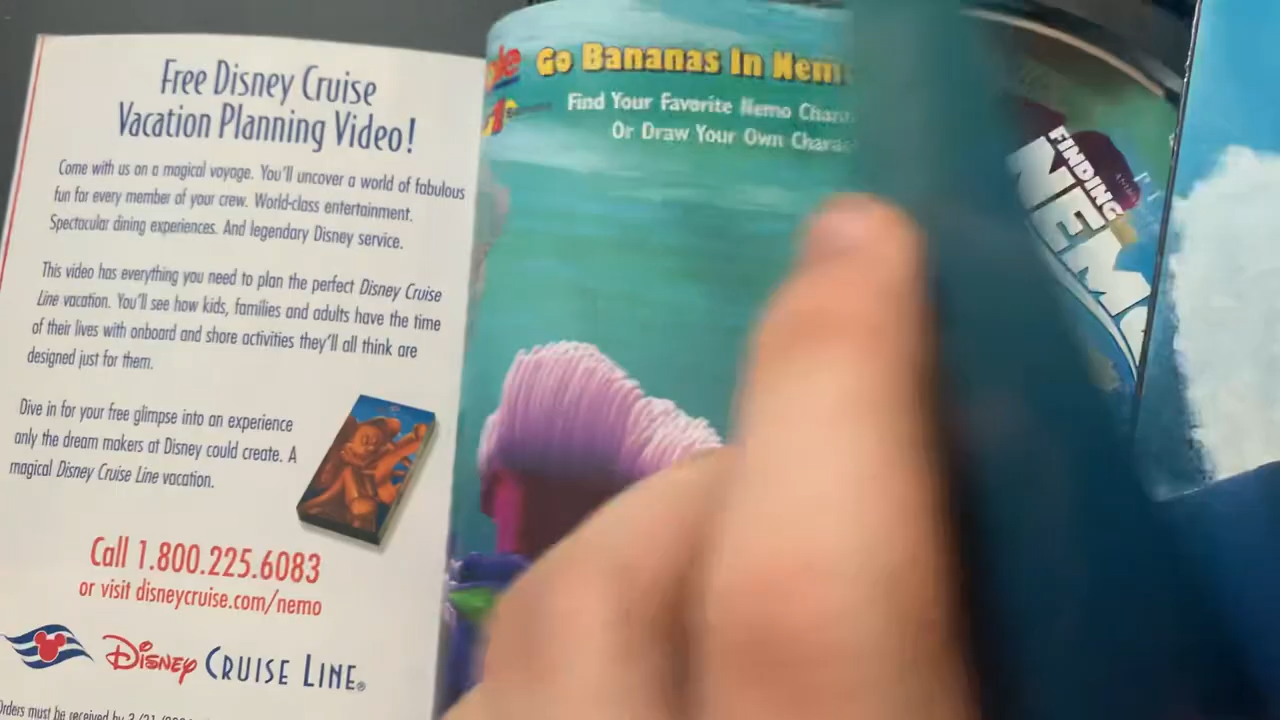 Free Disney Cruise
Vacation Planning Video!
Come with us on a magical voyage. You'll uncover a world of fabulous
fun for every member of your crew. World-class entertainment.
Spectacular dining experiences. And legendary Disney service.
This video has everything you need to plan the perfect Disney Cruise
Line vacation. You'll see how kids, families and adults have the time
of their lives with onboard and shore activities they'll all think are
designed just for them.
Dive in for your free glimpse into an experience
only the dream makers at Disney could create. A
magical Disney Cruise Line vacation.
Call 1.800.225.6083
or visit disneycruise.com/nemo
DISNEY CRUISE LINE®
Orders must be received by
Go Bananas In
Find Your Favorite Nemo
Or Draw Your Own
FINDING
NEMO